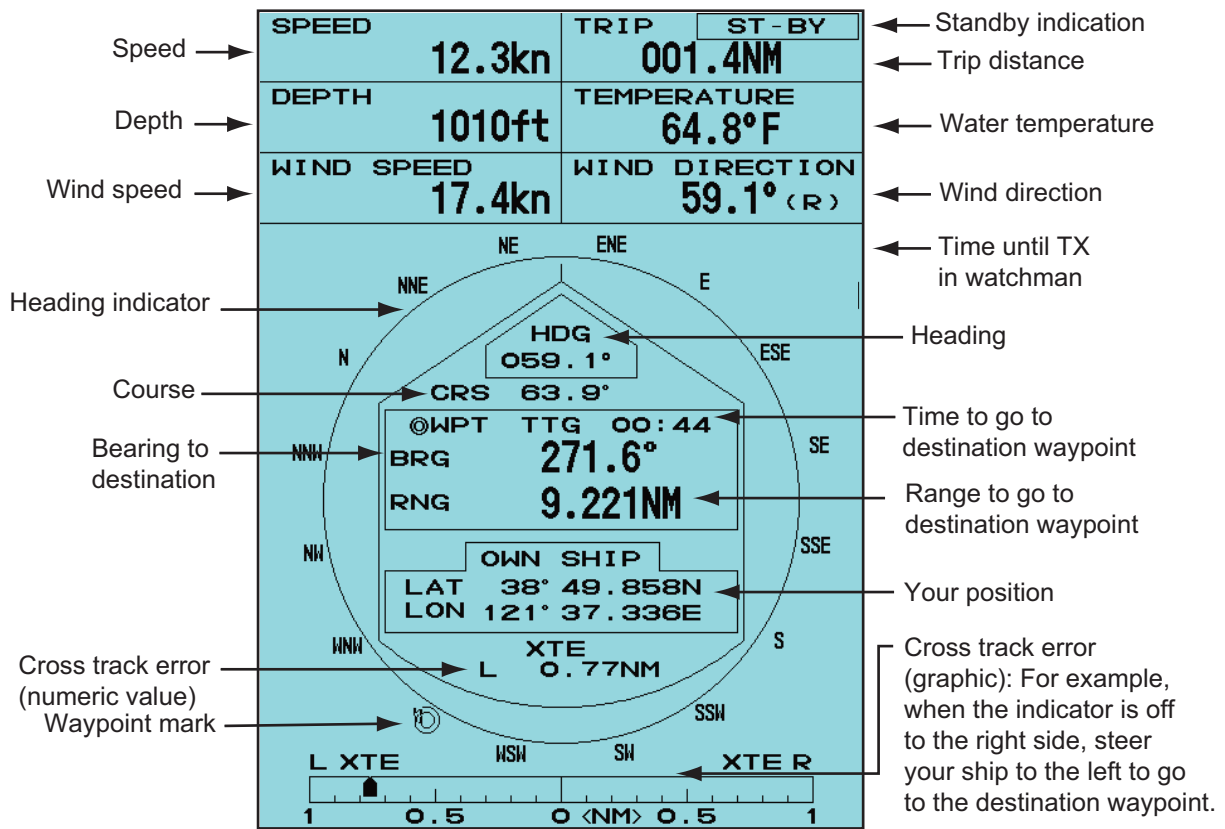 SPEED
12.3kn
TRIP
ST-BY
001.4NM
DEPTH
1010ft
TEMPERATURE
64.8°F
WIND SPEED
17.4kn
WIND DIRECTION
59.1° (R)
Speed
Depth
Wind speed
Heading indicator
Course
Bearing to
destination
Cross track error
(numeric value)
Waypoint mark
Standby indication
Trip distance
Water temperature
Wind direction
Time until TX
in watchman
Heading
Time to go to
destination waypoint
Range to go to
destination waypoint
Your position
Cross track error
(graphic): For example,
when the indicator is off
to the right side, steer
your ship to the left to go
to the destination waypoint.
NE
ENE
NNE
E
N
ESE
NNW
SE
NW
SSE
WNW
S
W
SSW
WSW
SW
HDG
059.1°
CRS 63.9°
◎WPT TTG 00:44
BRG 271.6°
RNG 9.221NM
OWN SHIP
LAT 38° 49.858N
LON 121° 37.336E
XTE
L 0.77NM
L XTE
XTE R
1 0.5 0 <NM> 0.5 1